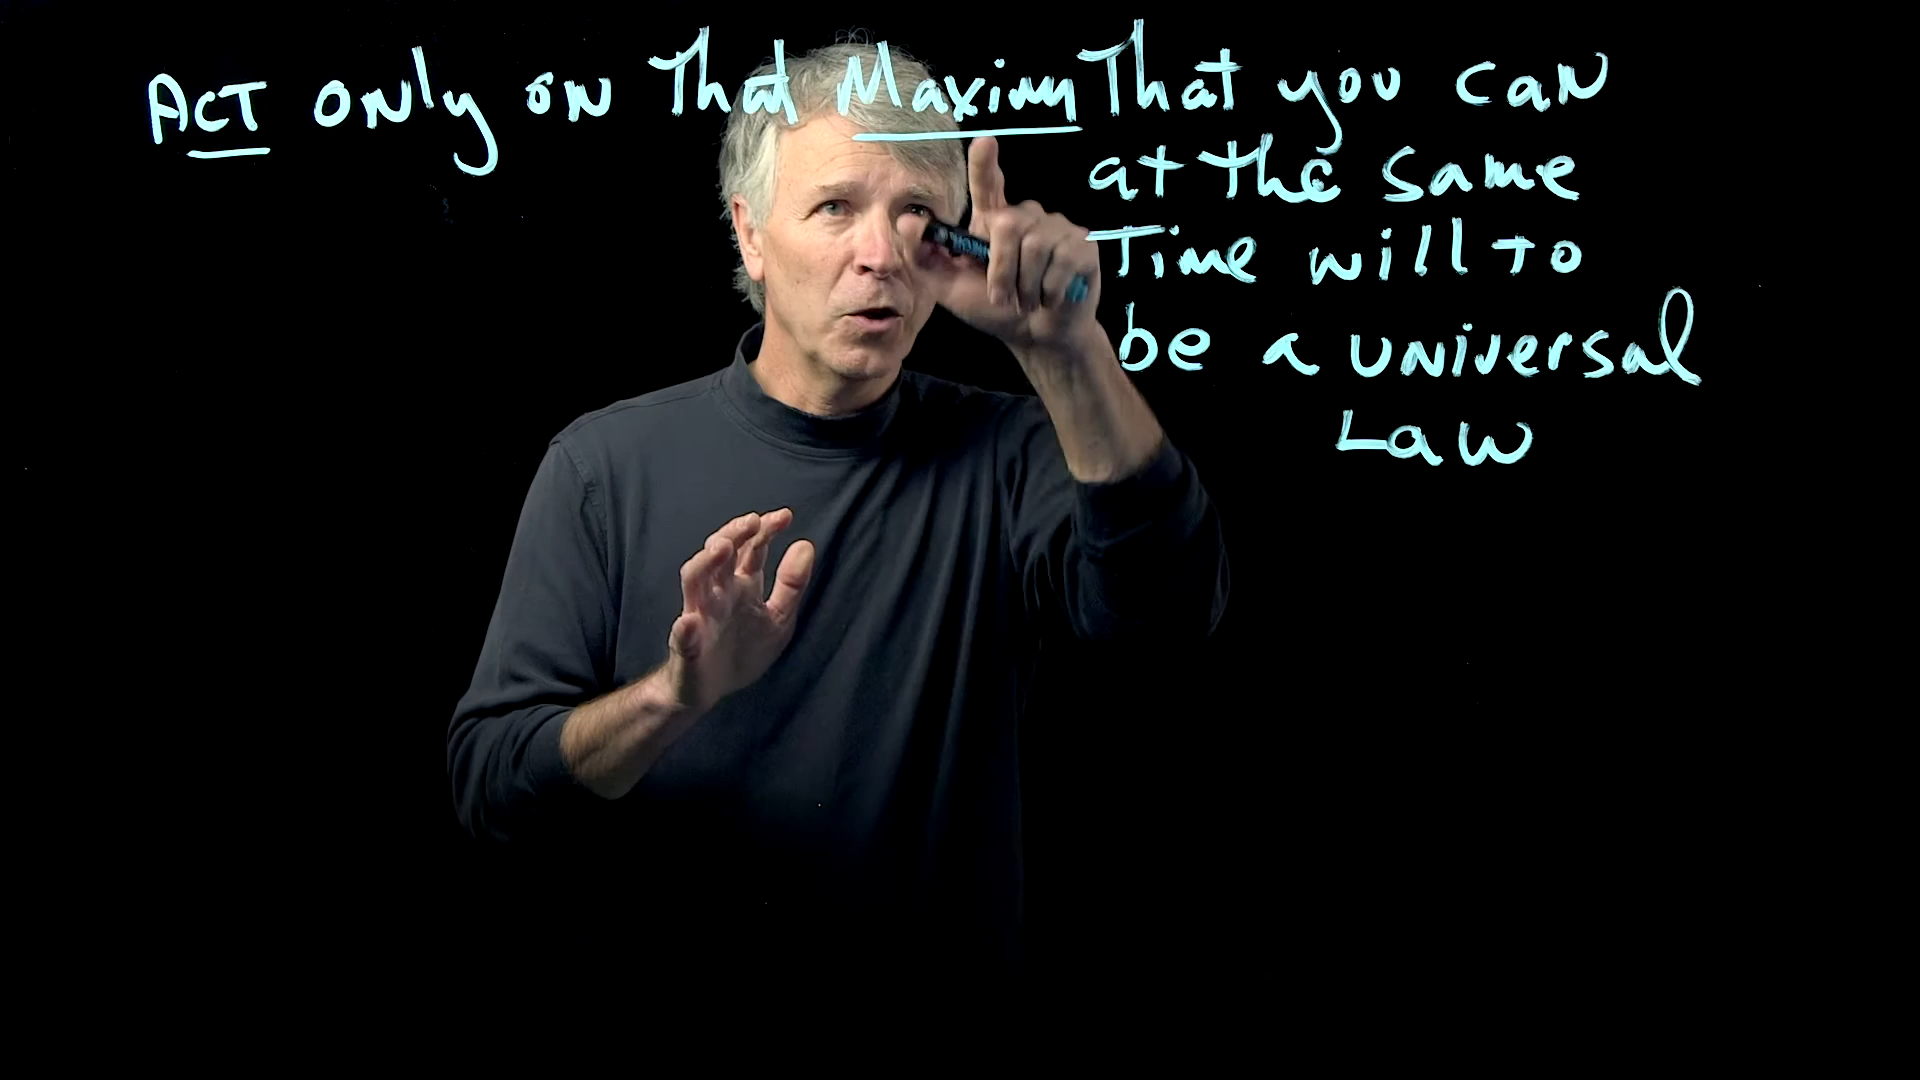 ACT only on That Maxim That you can
at the same
Time will to
be a universal
Law